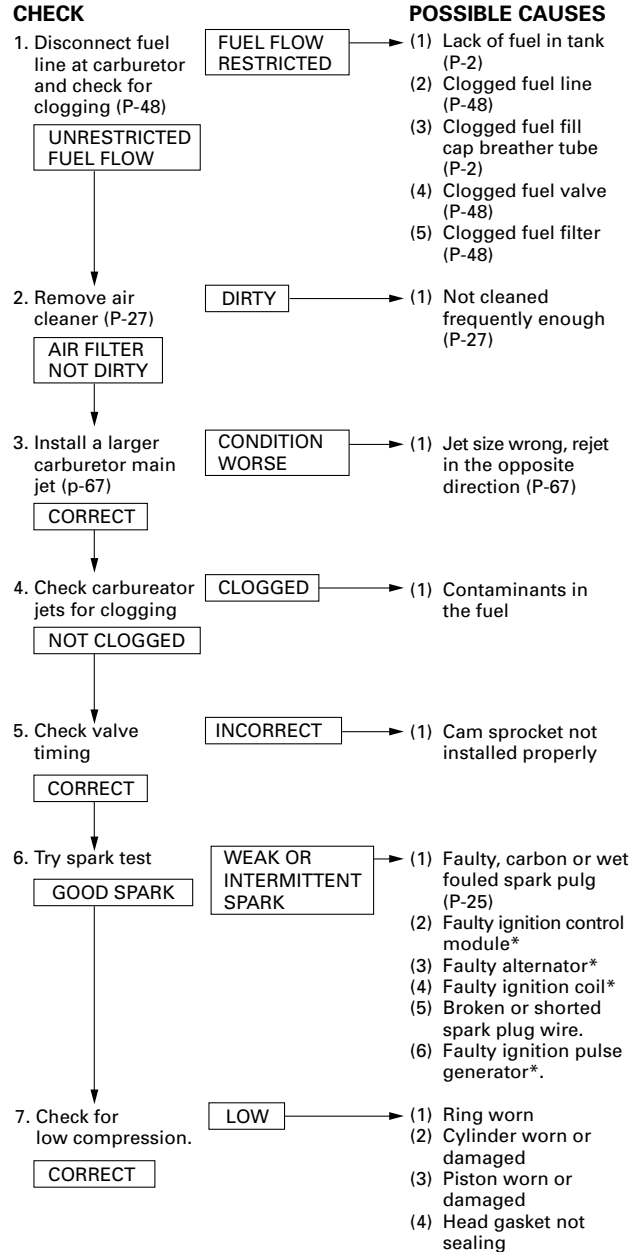 CHECK
POSSIBLE CAUSES
1. Disconnect fuel
line at carburetor
and check for
clogging (P-48)
FUEL FLOW
RESTRICTED
(1) Lack of fuel in tank
(P-2)
(2) Clogged fuel line
(P-48)
(3) Clogged fuel fill
cap breather tube
(P-2)
(4) Clogged fuel valve
(P-48)
(5) Clogged fuel filter
(P-48)
UNRESTRICTED
FUEL FLOW
2. Remove air
cleaner (P-27)
DIRTY
(1) Not cleaned
frequently enough
(P-27)
AIR FILTER
NOT DIRTY
3. Install a larger
carburetor main
jet (p-67)
CONDITION
WORSE
(1) Jet size wrong, rejet
in the opposite
direction (P-67)
CORRECT
4. Check carbureator
jets for clogging
CLOGGED
(1) Contaminants in
the fuel
NOT CLOGGED
5. Check valve
timing
INCORRECT
(1) Cam sprocket not
installed properly
CORRECT
6. Try spark test
WEAK OR
INTERMITTENT
SPARK
(1) Faulty, carbon or wet
fouled spark pulg
(P-25)
(2) Faulty ignition control
module*
(3) Faulty alternator*
(4) Faulty ignition coil*
(5) Broken or shorted
spark plug wire.
(6) Faulty ignition pulse
generator*.
GOOD SPARK
7. Check for
low compression.
LOW
(1) Ring worn
(2) Cylinder worn or
damaged
(3) Piston worn or
damaged
(4) Head gasket not
sealing
CORRECT